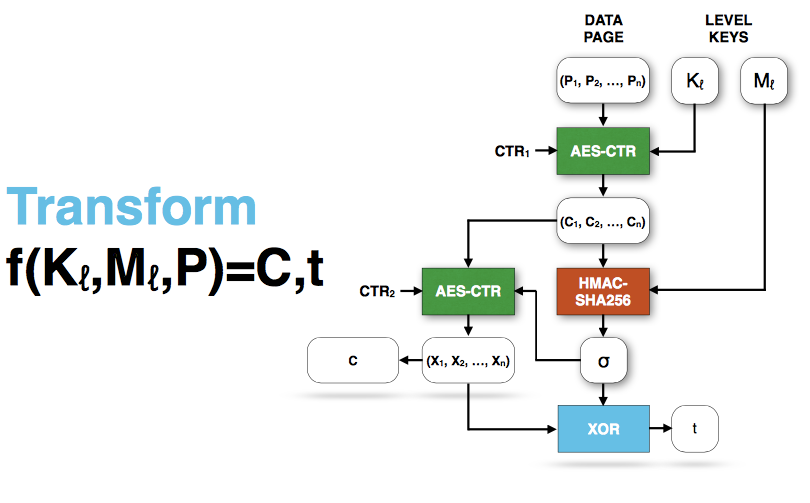 DATA
PAGE
LEVEL
KEYS
(P₁, P₂, ..., Pₙ)
Kℓ
Mℓ
CTR₁
AES-CTR
Transform
f(Kℓ,Mℓ,P)=C,t
(C₁, C₂, ..., Cₙ)
CTR₂
AES-CTR
HMAC-
SHA256
C
(X₁, X₂, ..., Xₙ)
σ
XOR
t